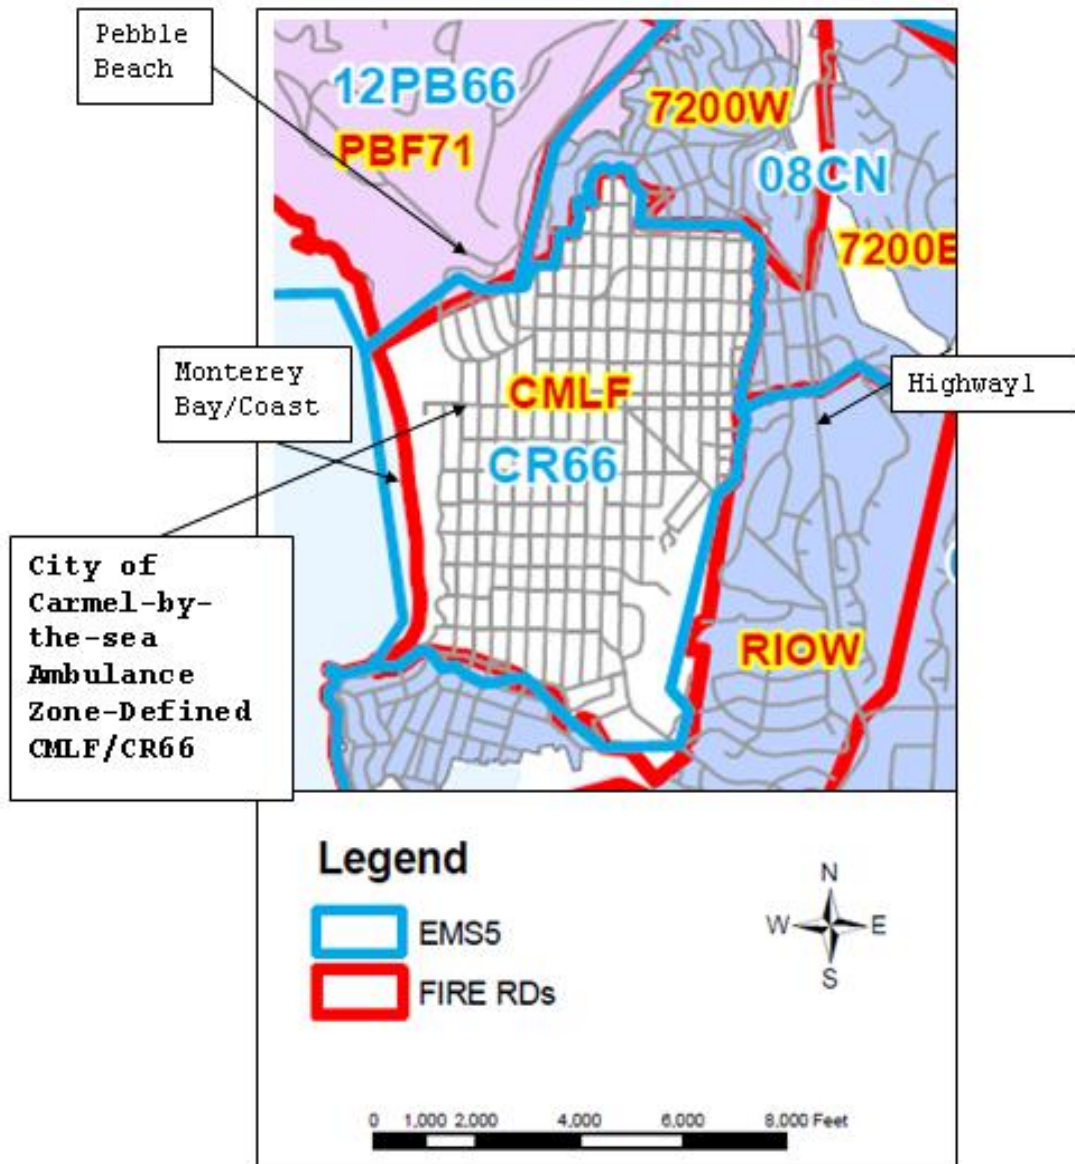 Pebble
Beach
12PB66
PBF71
7200W
08CN
7200E
Monterey
Bay/Coast
CMLF
CR66
Highway1
City of
Carmel-by-
the-sea
Ambulance
Zone-Defined
CMLF/CR66
RIOW
Legend
EMS5
FIRE RDs
N
W
E
S
0 1,000 2,000 4,000 6,000 8,000 Feet